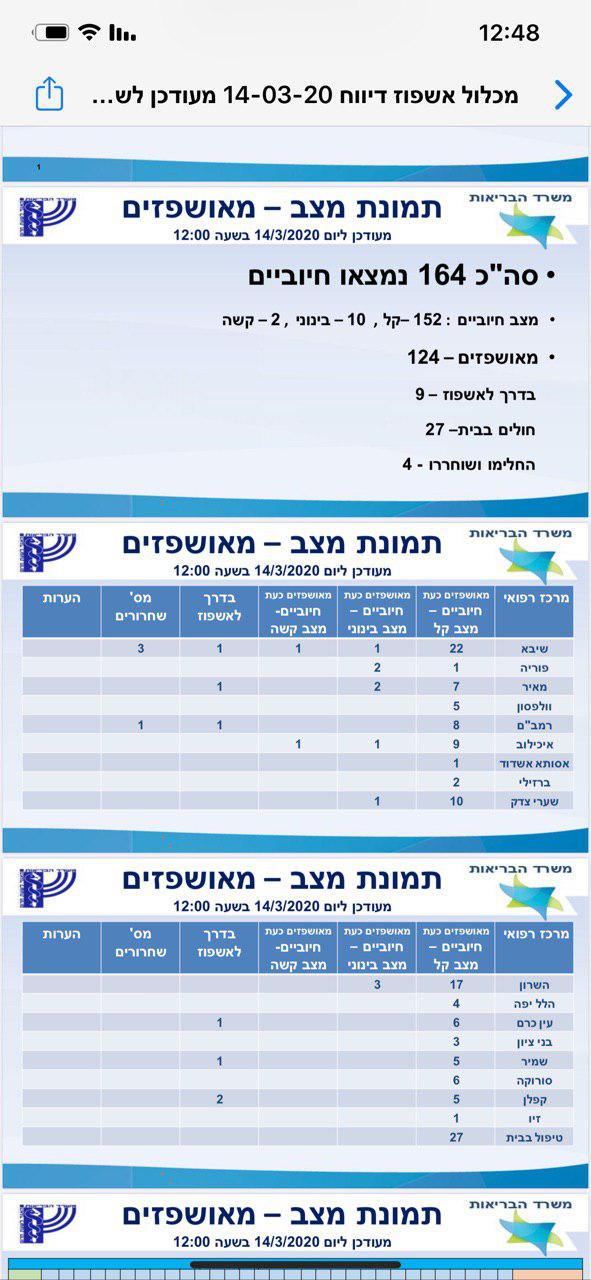 12:48
מכלול אשפוז דיווח 14-03-20 מעודכן לש...
1
משרד הבריאות
תמונת מצב – מאושפזים
מעודכן ליום 14/3/2020 בשעה 12:00
• סה"כ 164 נמצאו חיוביים
• מצב חיוביים : 152 –קל , 10 – בינוני , 2 – קשה
• מאושפזים – 124
בדרך לאשפוז – 9
חולים בבית– 27
החלימו ושוחררו - 4
משרד הבריאות
תמונת מצב – מאושפזים
מעודכן ליום 14/3/2020 בשעה 12:00
מרכז רפואי מאושפזים כעת חיוביים – מצב קל מאושפזים כעת חיוביים – מצב בינוני מאושפזים כעת חיוביים- מצב קשה בדרך לאשפוז מס' שחרורים הערות
שיבא 22 1 1 1 3
פוריה 1 2
מאיר 7 2 1
וולפסון 5
רמב"ם 8 1 1
איכילוב 9 1 1
אסותא אשדוד 1
ברזילי 2
שערי צדק 10 1
משרד הבריאות
תמונת מצב – מאושפזים
מעודכן ליום 14/3/2020 בשעה 12:00
מרכז רפואי מאושפזים כעת חיוביים – מצב קל מאושפזים כעת חיוביים – מצב בינוני מאושפזים כעת חיוביים- מצב קשה בדרך לאשפוז מס' שחרורים הערות
השרון 17 3
הלל יפה 4
עין כרם 6 1
בני ציון 3
שמיר 5 1
סורוקה 6
קפלן 5 2
זיו 1
טיפול בבית 27
משרד הבריאות
תמונת מצב – מאושפזים
מעודכן ליום 14/3/2020 בשעה 12:00